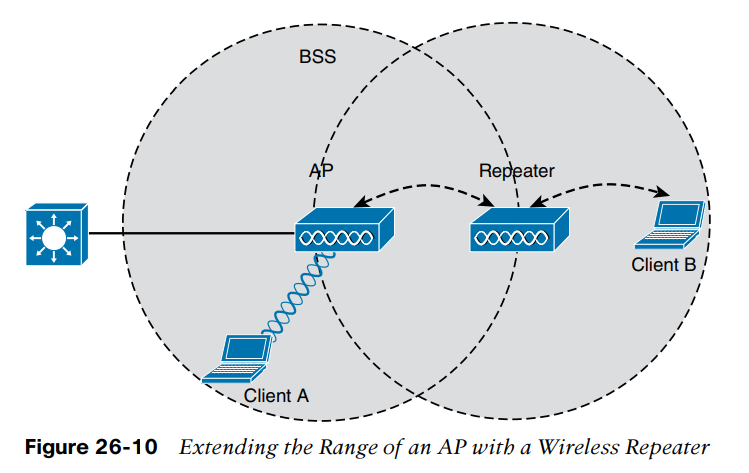 BSS
AP
Repeater
Client B
Client A
Figure 26-10 Extending the Range of an AP with a Wireless Repeater